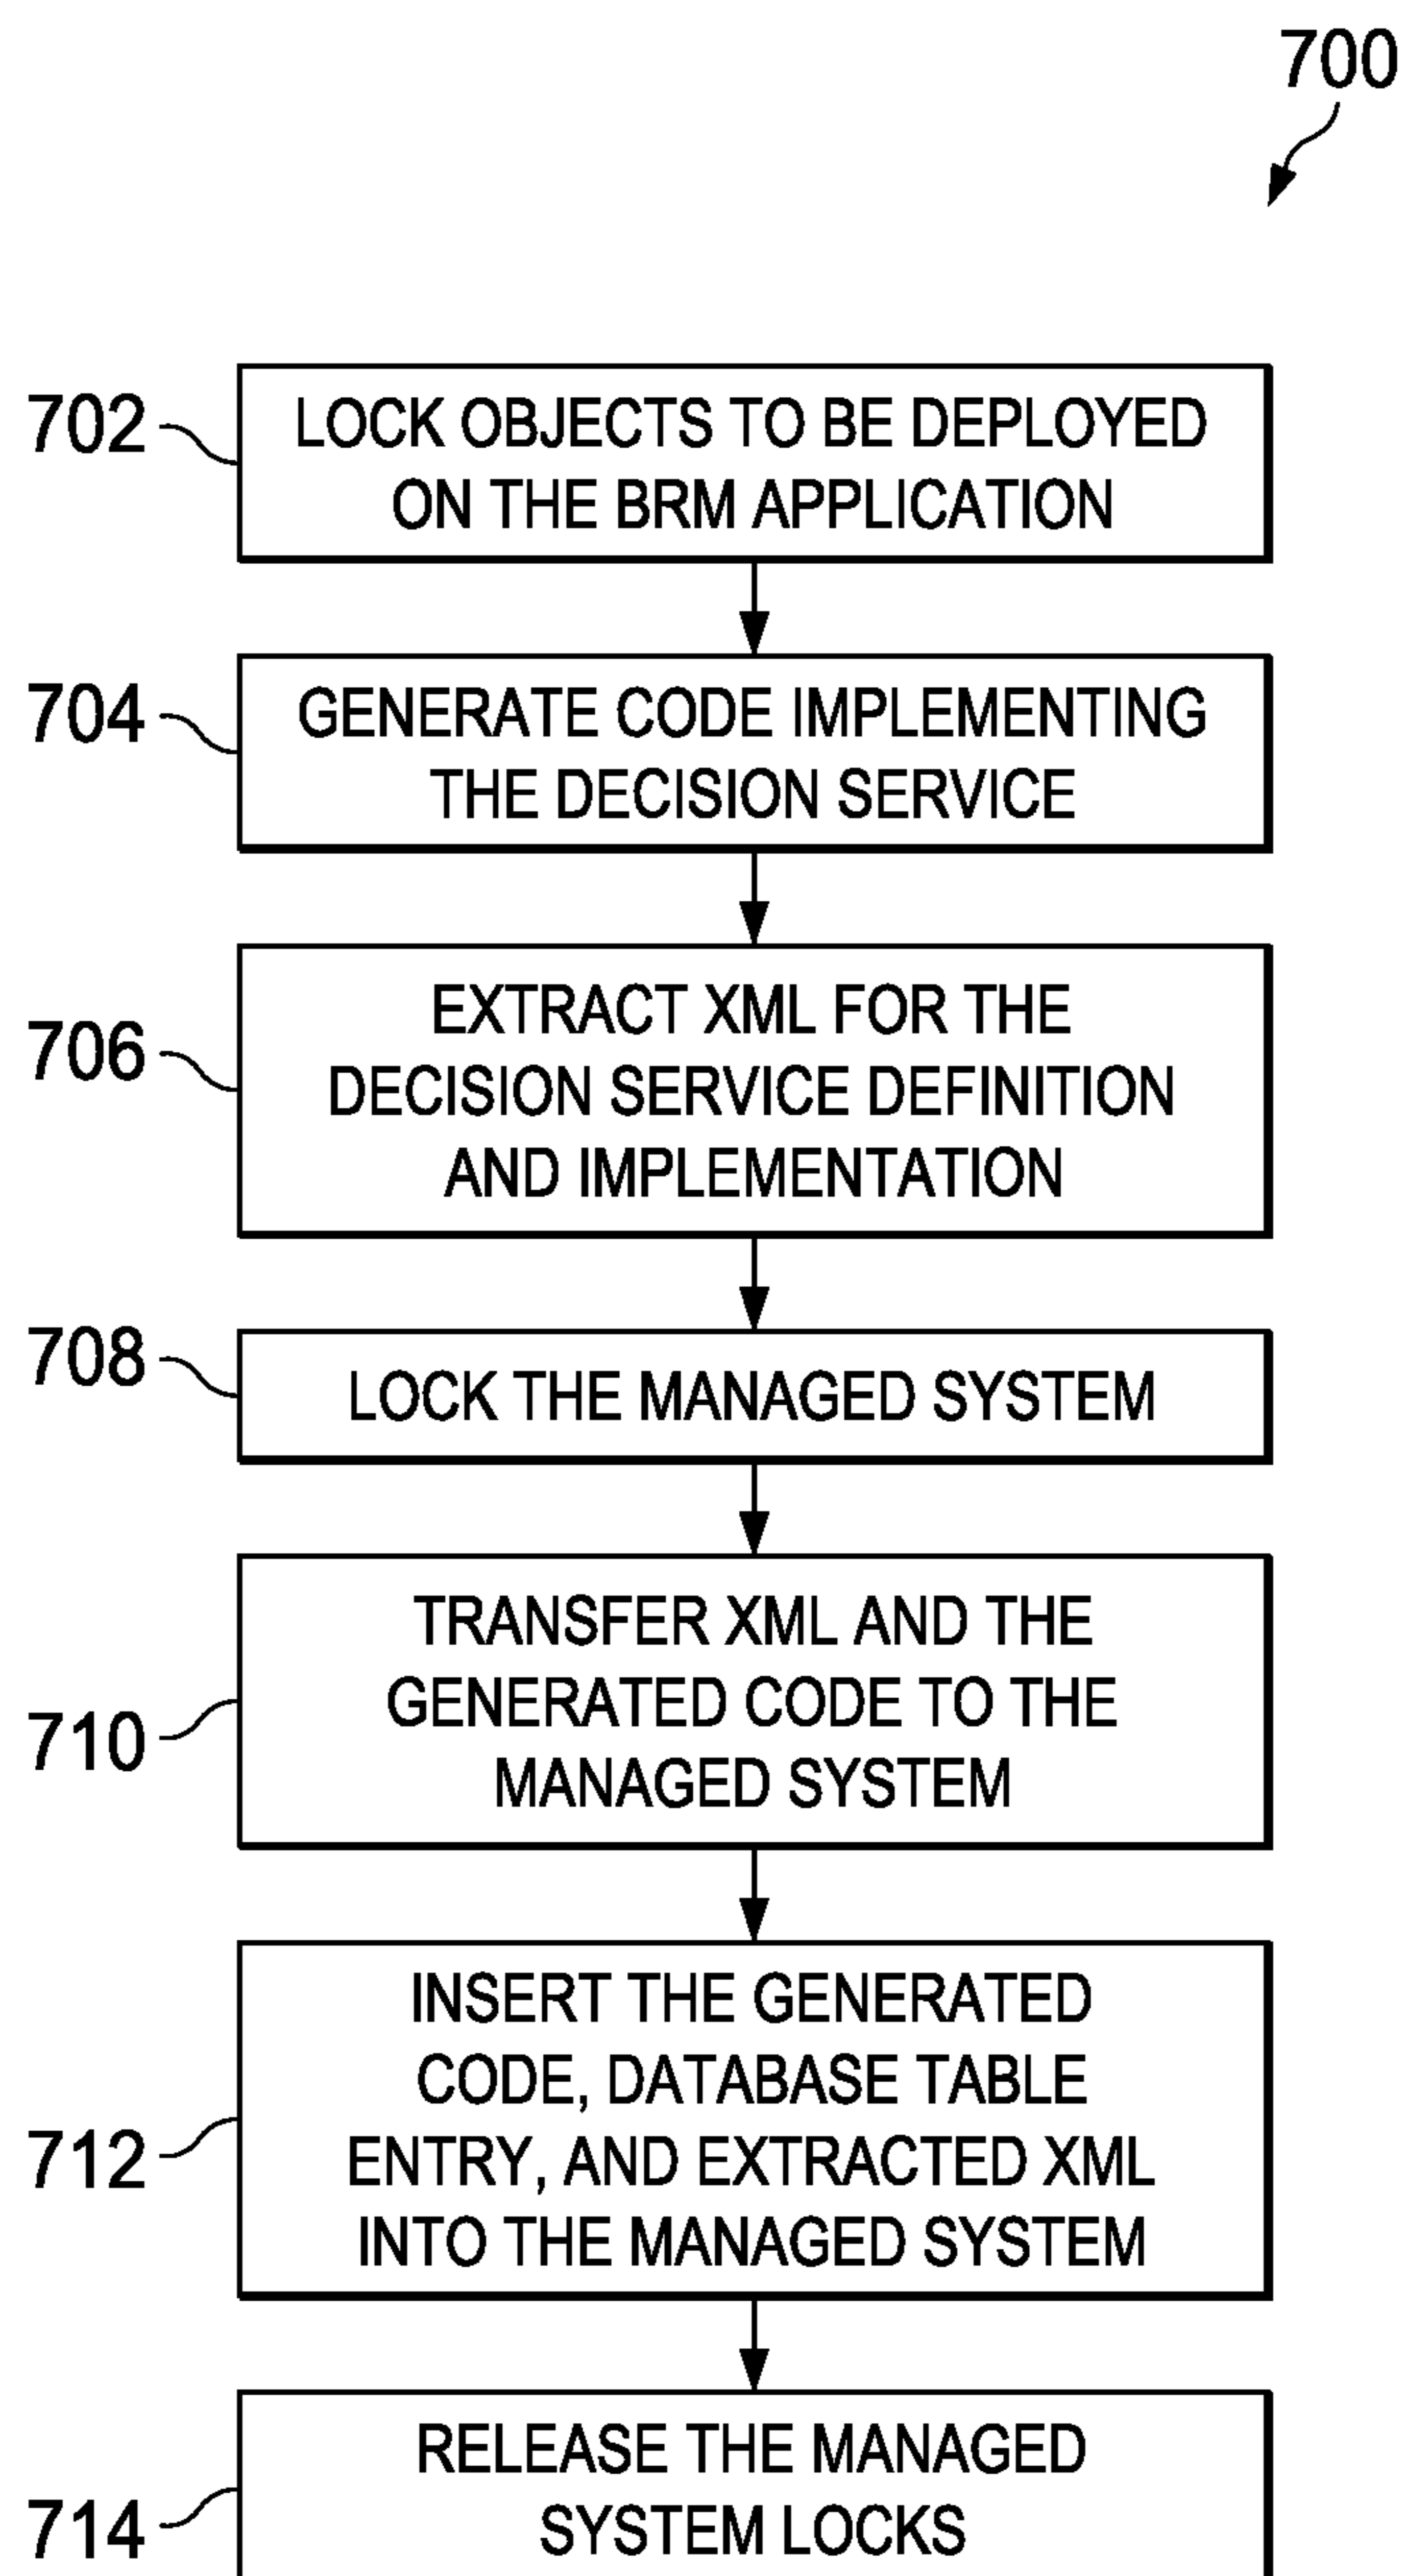 700
702
LOCK OBJECTS TO BE DEPLOYED
ON THE BRM APPLICATION
704
GENERATE CODE IMPLEMENTING
THE DECISION SERVICE
706
EXTRACT XML FOR THE
DECISION SERVICE DEFINITION
AND IMPLEMENTATION
708
LOCK THE MANAGED SYSTEM
710
TRANSFER XML AND THE
GENERATED CODE TO THE
MANAGED SYSTEM
712
INSERT THE GENERATED
CODE, DATABASE TABLE
ENTRY, AND EXTRACTED XML
INTO THE MANAGED SYSTEM
714
RELEASE THE MANAGED
SYSTEM LOCKS